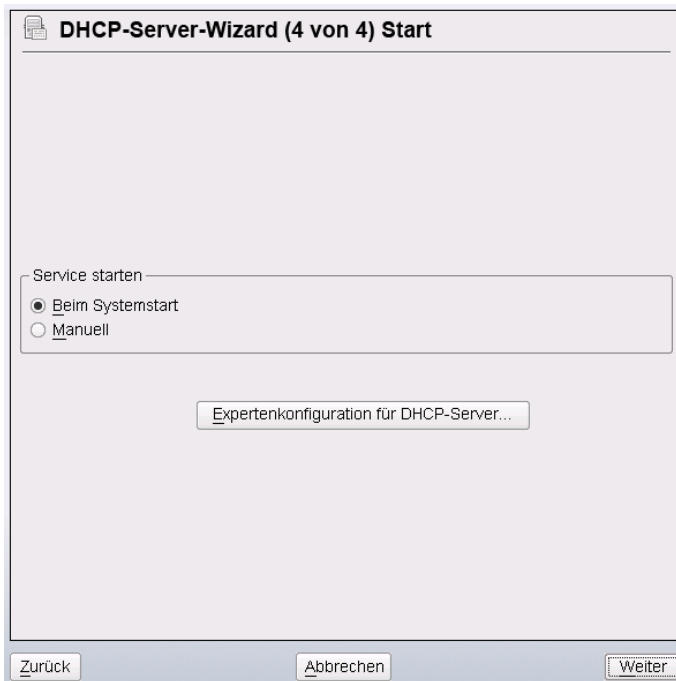 DHCP-Server-Wizard (4 von 4) Start
Service starten
Beim Systemstart
Manuell
Expertenkonfiguration für DHCP-Server...
Zurück
Abbrechen
Weiter